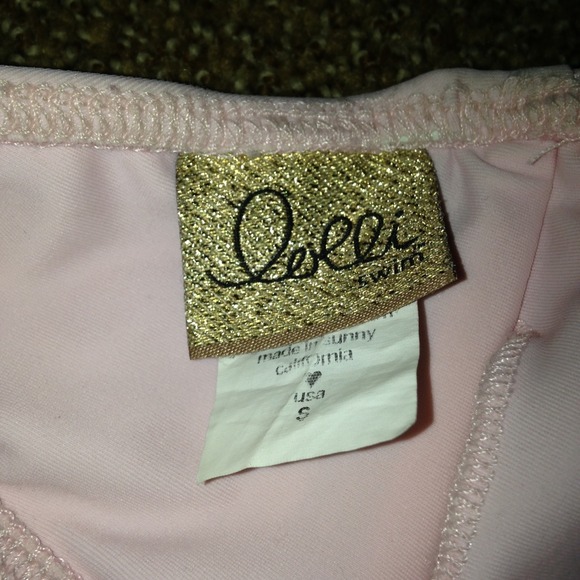 lolli
swim
made in sunny
california
usa
S